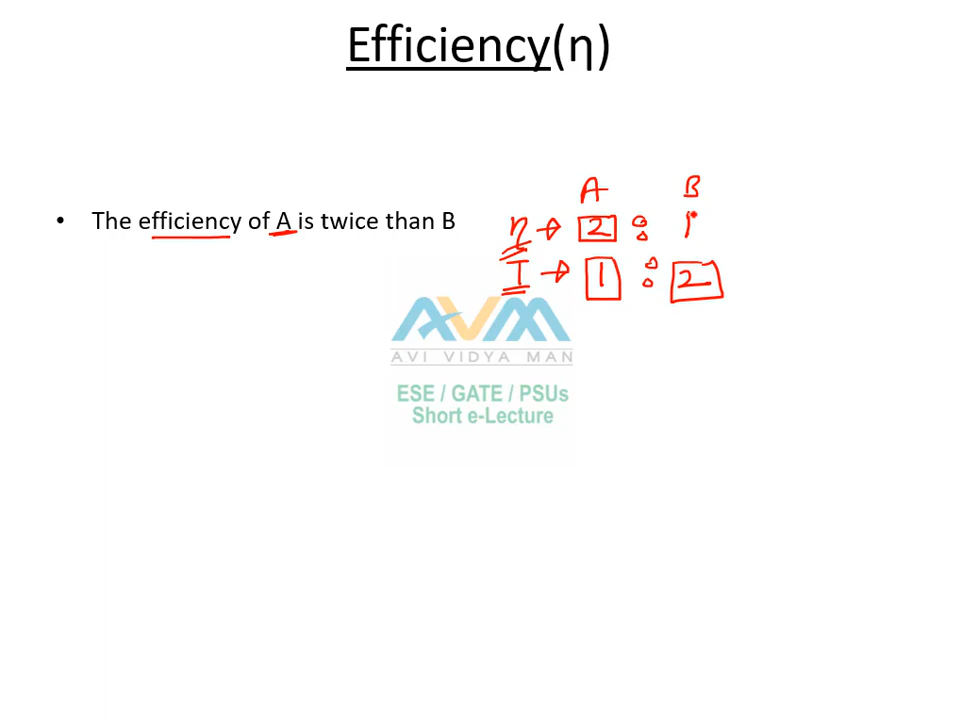 Efficiency(η)
A B
• The efficiency of A is twice than B
η → 2 : 1
T → 1 : 2
AVM
AVI VIDYA MAN
ESE / GATE / PSUs
Short e-Lecture